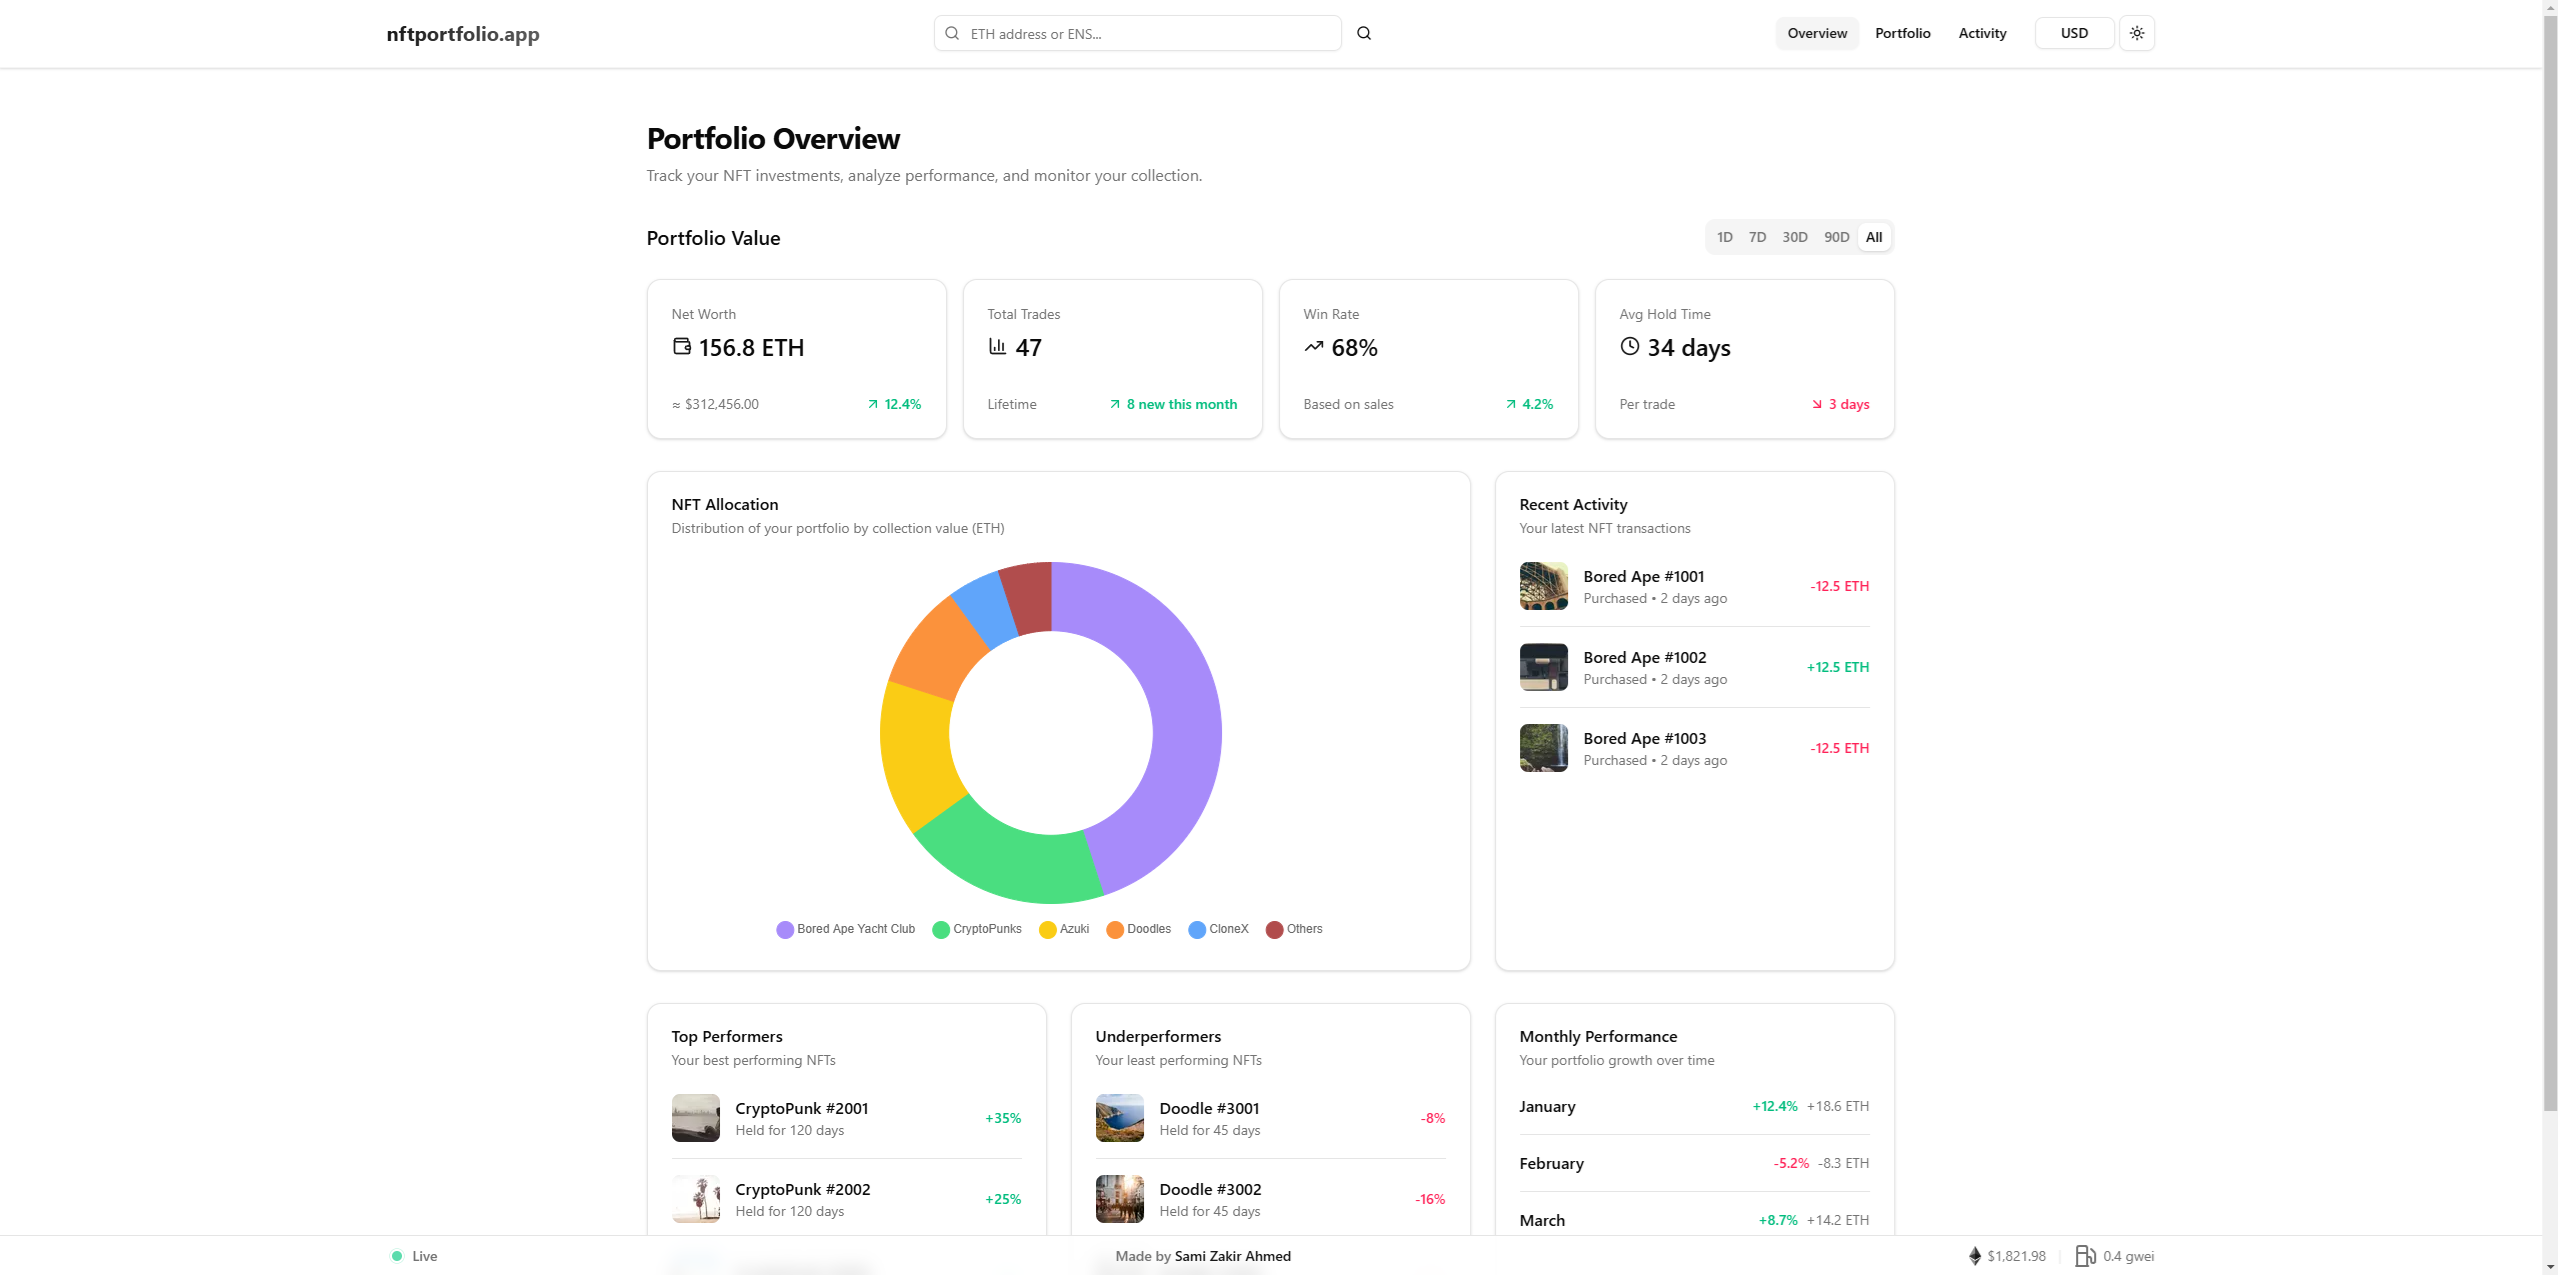 nftportfolio.app
ETH address or ENS...
Overview
Portfolio
Activity
USD
Portfolio Overview
Track your NFT investments, analyze performance, and monitor your collection.
Portfolio Value
1D 7D 30D 90D All
Net Worth
156.8 ETH
≈ $312,456.00
12.4%
Total Trades
47
Lifetime
8 new this month
Win Rate
68%
Based on sales
4.2%
Avg Hold Time
34 days
Per trade
3 days
NFT Allocation
Distribution of your portfolio by collection value (ETH)
Bored Ape Yacht Club
CryptoPunks
Azuki
Doodles
CloneX
Others
Recent Activity
Your latest NFT transactions
Bored Ape #1001
Purchased • 2 days ago
-12.5 ETH
Bored Ape #1002
Purchased • 2 days ago
+12.5 ETH
Bored Ape #1003
Purchased • 2 days ago
-12.5 ETH
Top Performers
Your best performing NFTs
CryptoPunk #2001
Held for 120 days
+35%
CryptoPunk #2002
Held for 120 days
+25%
Underperformers
Your least performing NFTs
Doodle #3001
Held for 45 days
-8%
Doodle #3002
Held for 45 days
-16%
Monthly Performance
Your portfolio growth over time
January
+12.4% +18.6 ETH
February
-5.2% -8.3 ETH
March
+8.7% +14.2 ETH
Live
Made by Sami Zakir Ahmed
$1,821.98
0.4 gwei